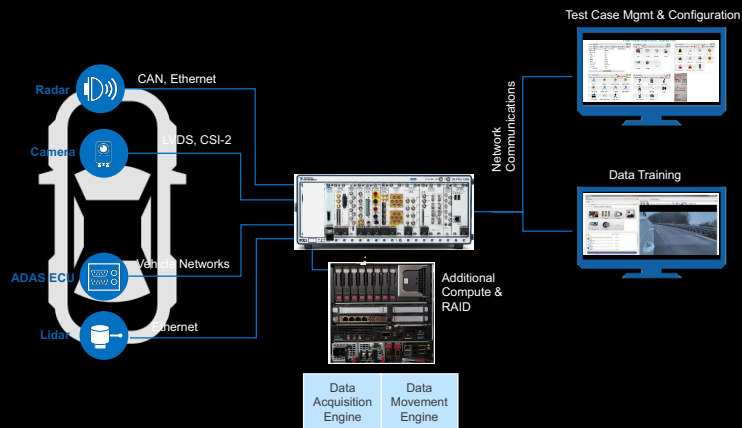 Test Case Mgmt & Configuration
CAN, Ethernet
Radar
LVDS, CSI-2
Camera
Network
Communications
Data Training
Vehicle Networks
ADAS ECU
Additional
Compute &
RAID
Ethernet
Lidar
Data
Acquisition
Engine
Data
Movement
Engine